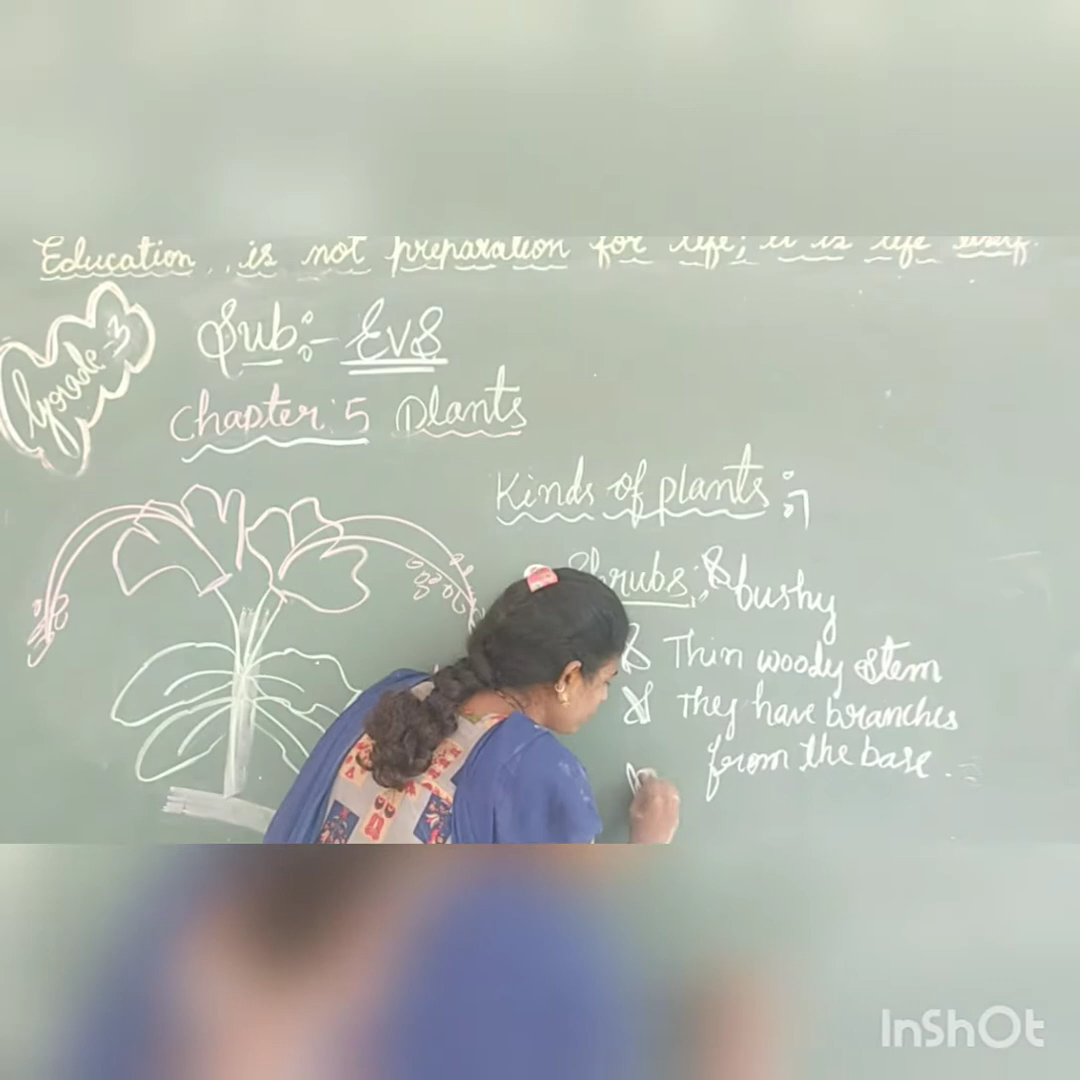 Education is not preparation for life; it is life itself.
Grade-3
Sub:- EVS
Chapter: 5 Plants
Kinds of plants :-
Shrubs :- bushy
Thin woody stem
They have branches
from the base.
InShOt